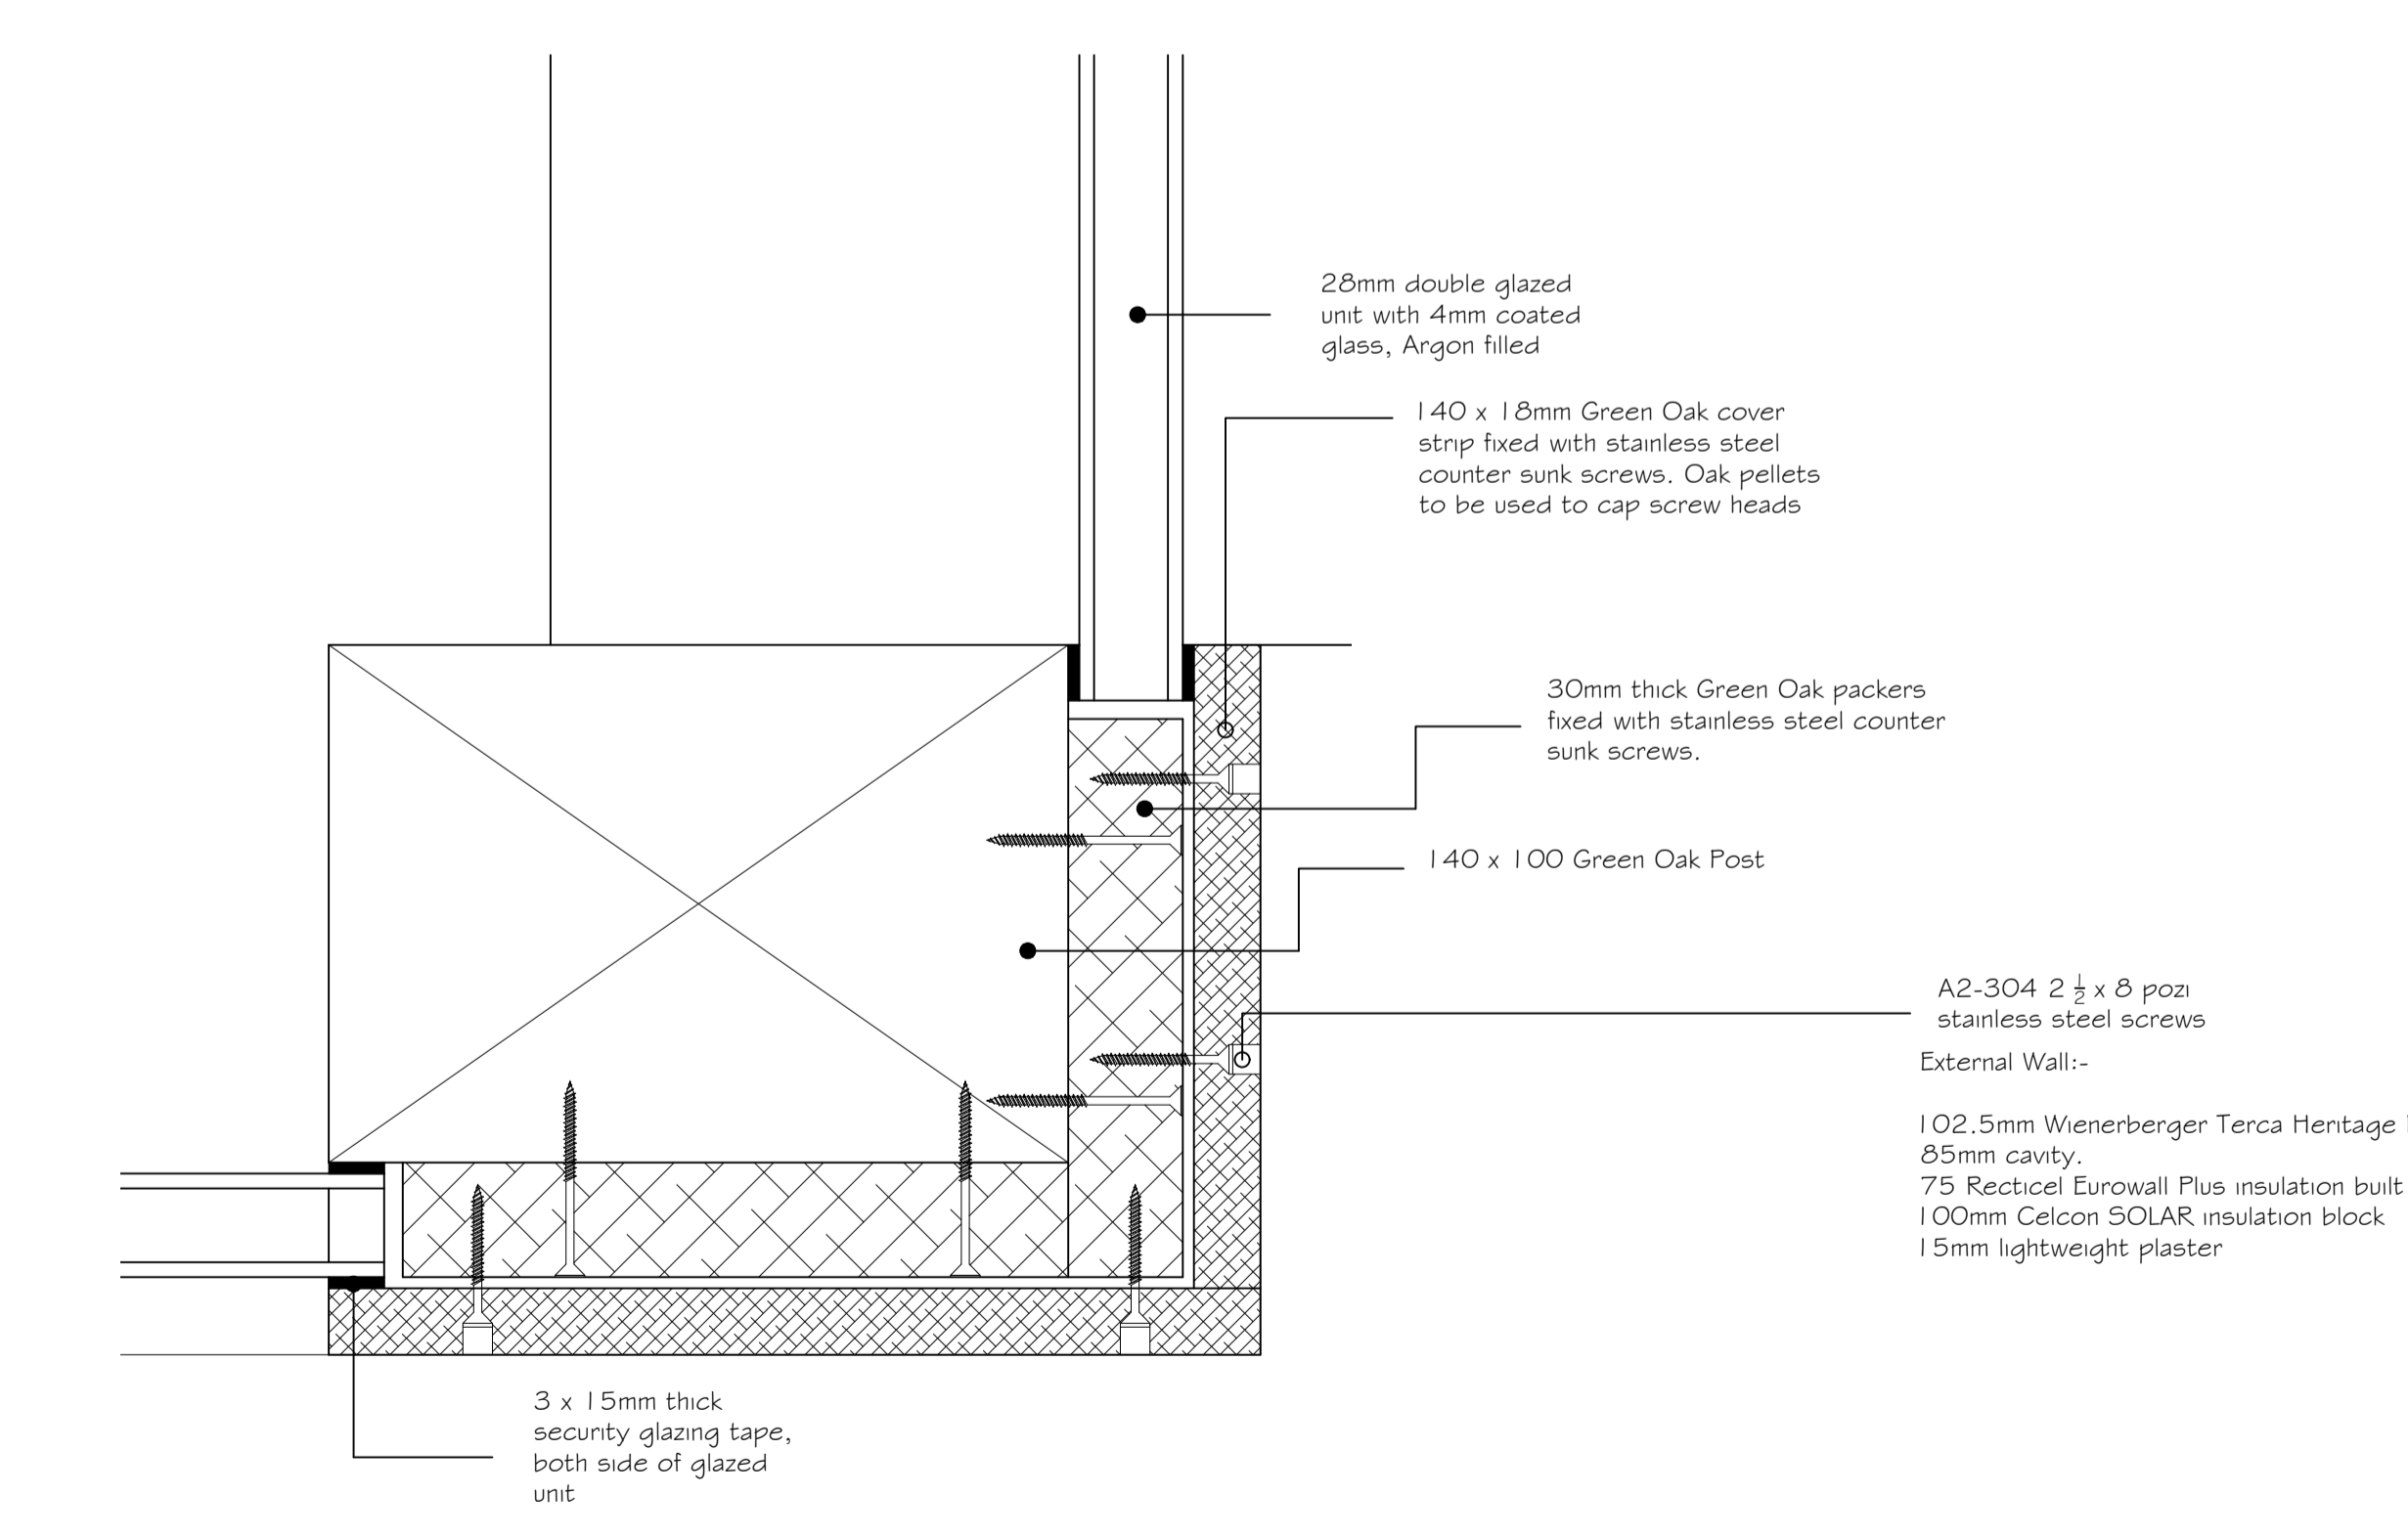 28mm double glazed
unit with 4mm coated
glass, Argon filled
140 x 18mm Green Oak cover
strip fixed with stainless steel
counter sunk screws. Oak pellets
to be used to cap screw heads
30mm thick Green Oak packers
fixed with stainless steel counter
sunk screws.
140 x 100 Green Oak Post
A2-304 2 ½ x 8 pozi
stainless steel screws
External Wall:-
102.5mm Wienerberger Terca Heritage
85mm cavity.
75 Recticel Eurowall Plus insulation built
100mm Celcon SOLAR insulation block
15mm lightweight plaster
3 x 15mm thick
security glazing tape,
both side of glazed
unit